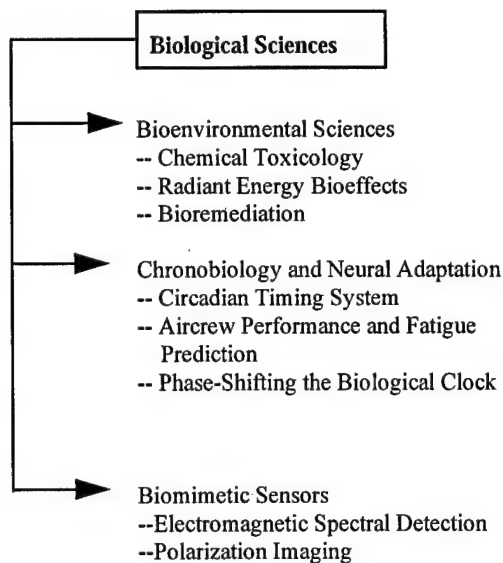 Biological Sciences
Bioenvironmental Sciences
-- Chemical Toxicology
-- Radiant Energy Bioeffects
-- Bioremediation
Chronobiology and Neural Adaptation
-- Circadian Timing System
-- Aircrew Performance and Fatigue
Prediction
-- Phase-Shifting the Biological Clock
Biomimetic Sensors
--Electromagnetic Spectral Detection
--Polarization Imaging